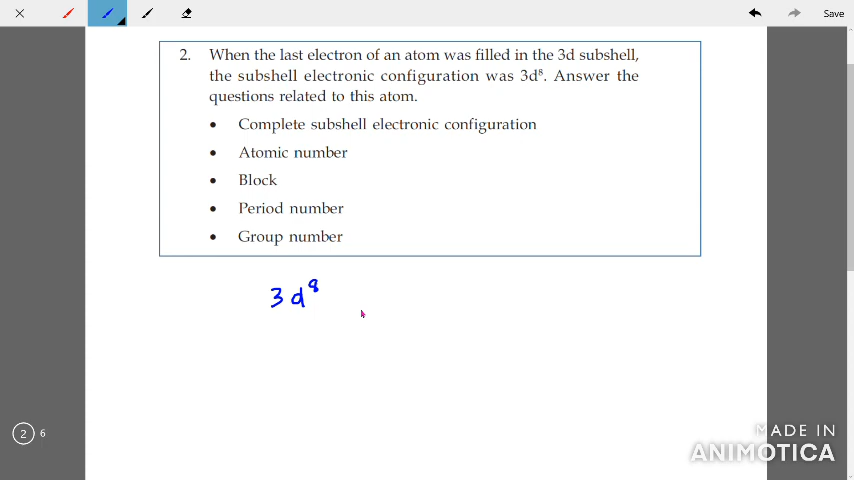 Save
2. When the last electron of an atom was filled in the 3d subshell,
the subshell electronic configuration was 3d⁸. Answer the
questions related to this atom.
• Complete subshell electronic configuration
• Atomic number
• Block
• Period number
• Group number
3d⁸
2 6
MADE IN
ANIMOTICA